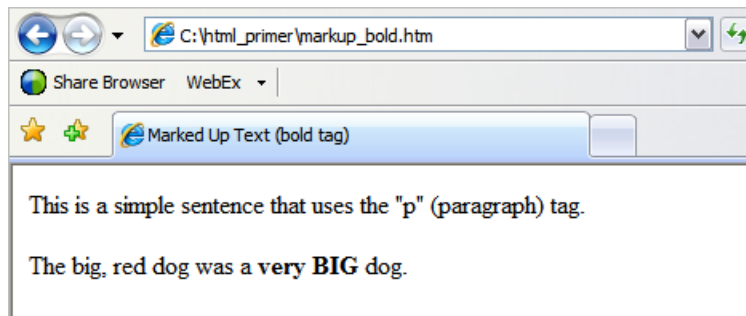 C:\html_primer\markup_bold.htm
Share Browser WebEx
Marked Up Text (bold tag)
This is a simple sentence that uses the "p" (paragraph) tag.
The big, red dog was a very BIG dog.